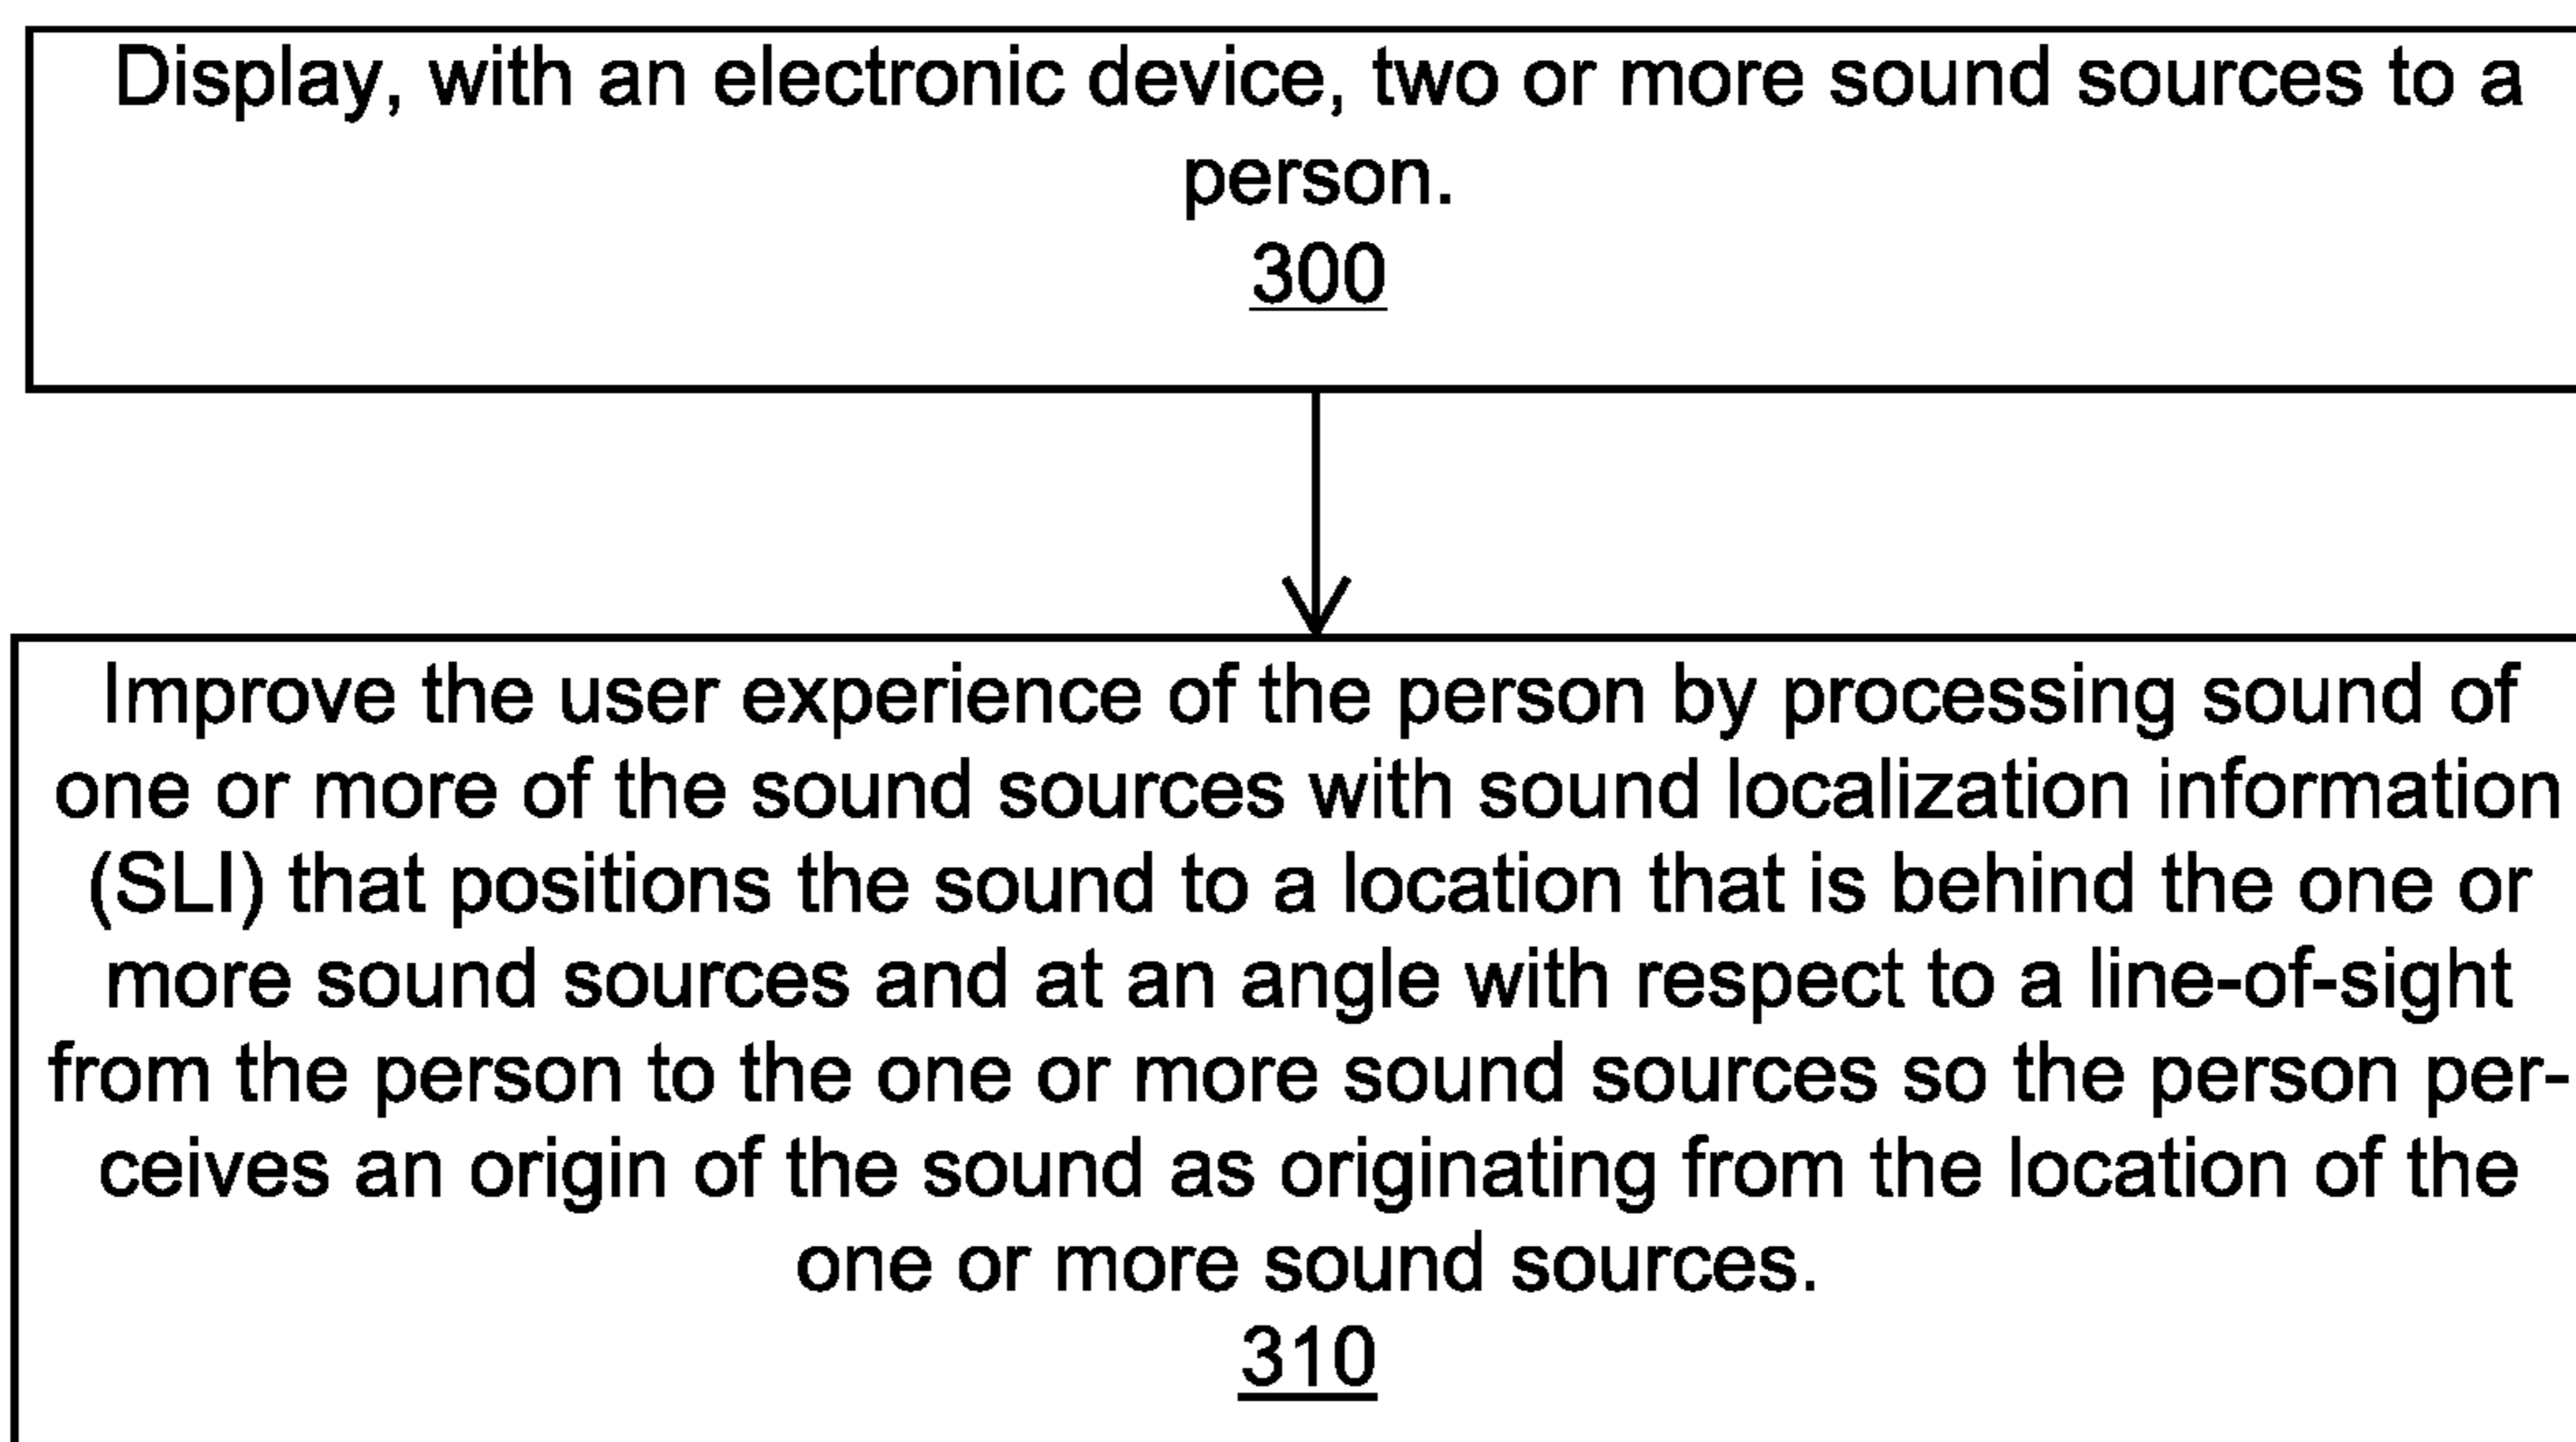 Display, with an electronic device, two or more sound sources to a
person.
300
Improve the user experience of the person by processing sound of
one or more of the sound sources with sound localization information
(SLI) that positions the sound to a location that is behind the one or
more sound sources and at an angle with respect to a line-of-sight
from the person to the one or more sound sources so the person per-
ceives an origin of the sound as originating from the location of the
one or more sound sources.
310